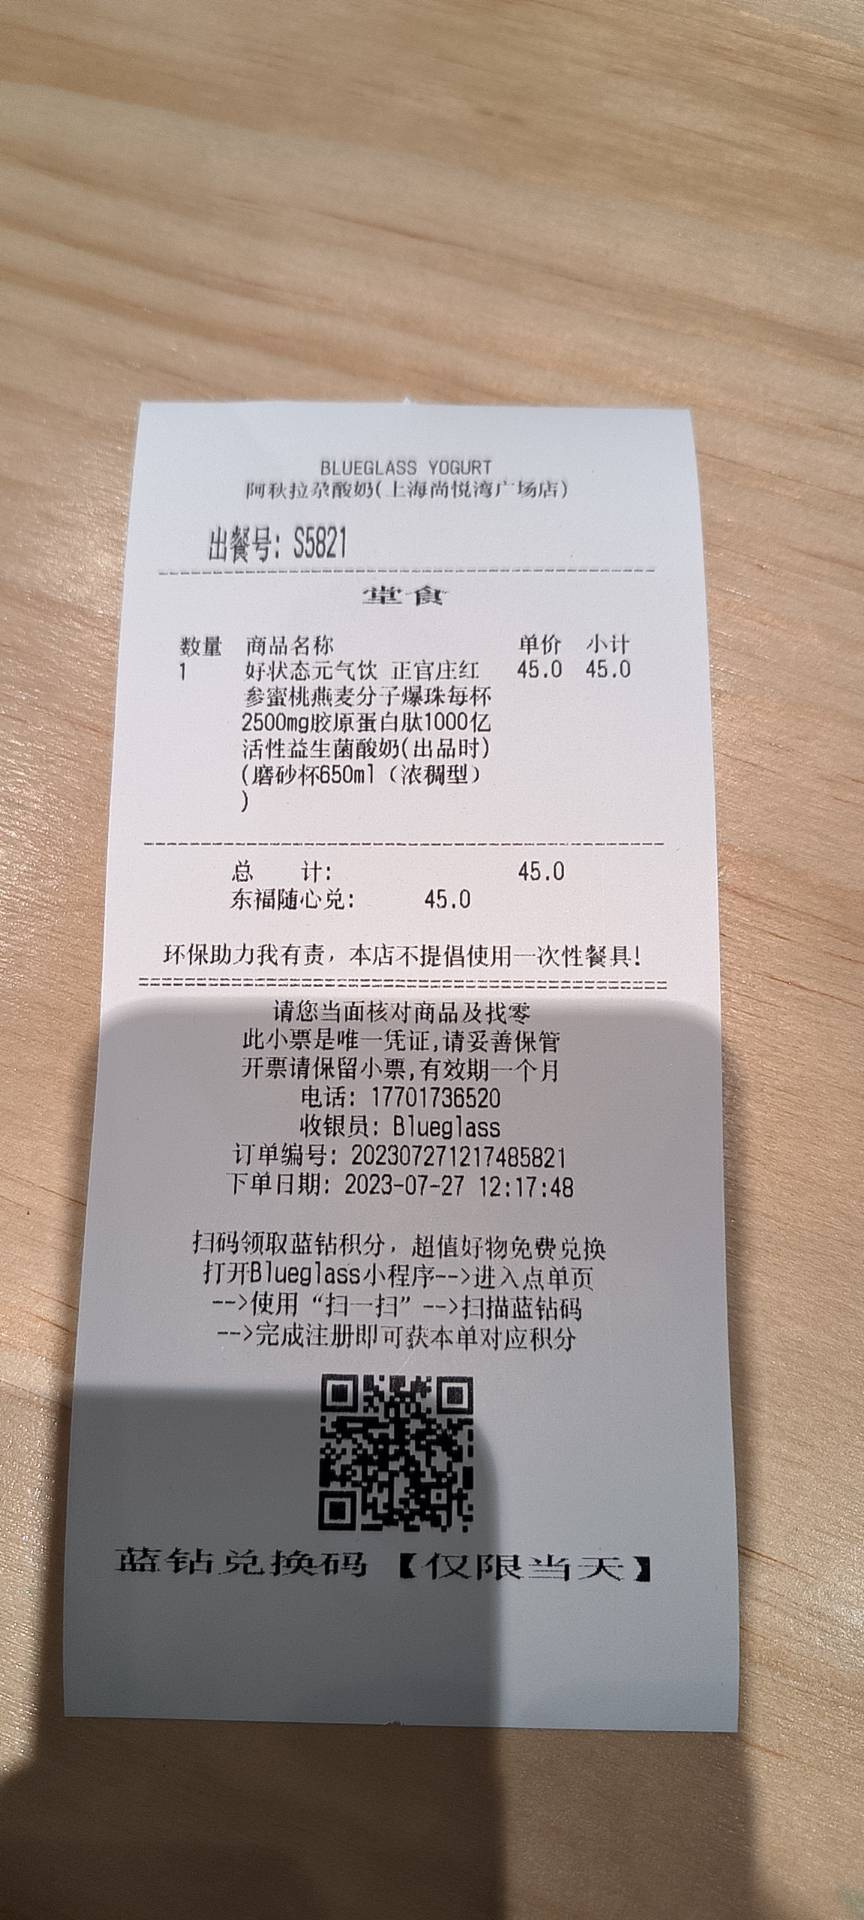 BLUEGLASS YOGURT
阿秋拉尕酸奶(上海尚悦湾广场店)
出餐号: S5821
堂食
数量 商品名称 单价 小计
1 好状态元气饮 正官庄红 45.0 45.0
参蜜桃燕麦分子爆珠每杯
2500mg胶原蛋白肽1000亿
活性益生菌酸奶(出品时)
(磨砂杯650ml（浓稠型）
)
总 计: 45.0
东福随心兑: 45.0
环保助力我有责，本店不提倡使用一次性餐具!
请您当面核对商品及找零
此小票是唯一凭证,请妥善保管
开票请保留小票,有效期一个月
电话: 17701736520
收银员: Blueglass
订单编号: 202307271217485821
下单日期: 2023-07-27 12:17:48
扫码领取蓝钻积分，超值好物免费兑换
打开Blueglass小程序-->进入点单页
-->使用“扫一扫”-->扫描蓝钻码
-->完成注册即可获本单对应积分
蓝钻兑换码【仅限当天】